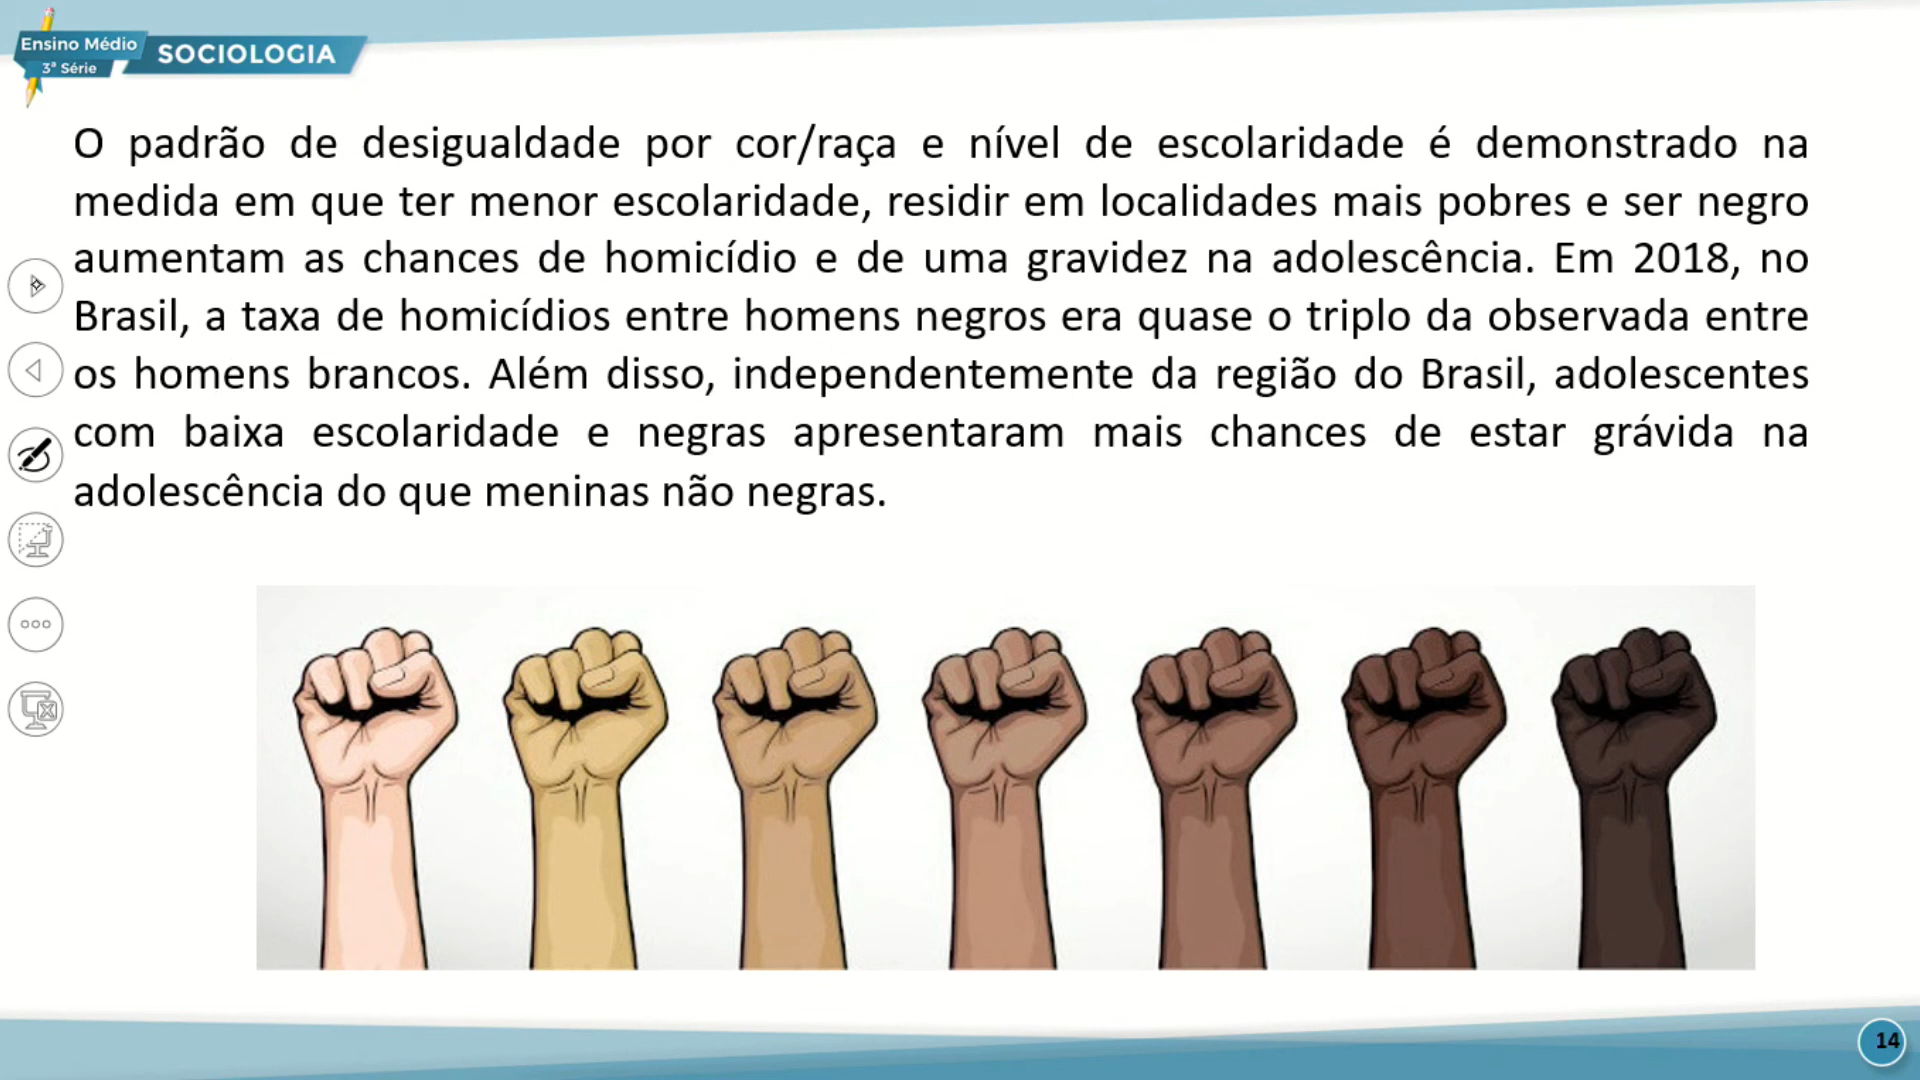 Ensino Médio
3ª Série
SOCIOLOGIA
O padrão de desigualdade por cor/raça e nível de escolaridade é demonstrado na
medida em que ter menor escolaridade, residir em localidades mais pobres e ser negro
aumentam as chances de homicídio e de uma gravidez na adolescência. Em 2018, no
Brasil, a taxa de homicídios entre homens negros era quase o triplo da observada entre
os homens brancos. Além disso, independentemente da região do Brasil, adolescentes
com baixa escolaridade e negras apresentaram mais chances de estar grávida na
adolescência do que meninas não negras.
14